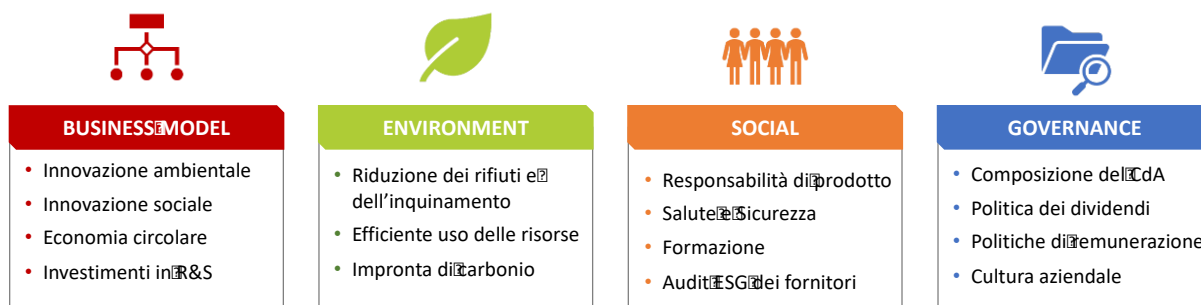 BUSINESS MODEL
Innovazione ambientale
Innovazione sociale
Economia circolare
Investimenti in R&S
ENVIRONMENT
Riduzione dei rifiuti e
dell’inquinamento
Efficiente uso delle risorse
Impronta di carbonio
SOCIAL
Responsabilità di prodotto
Salute e Sicurezza
Formazione
Audit ESG dei fornitori
GOVERNANCE
Composizione del CdA
Politica dei dividendi
Politiche di remunerazione
Cultura aziendale